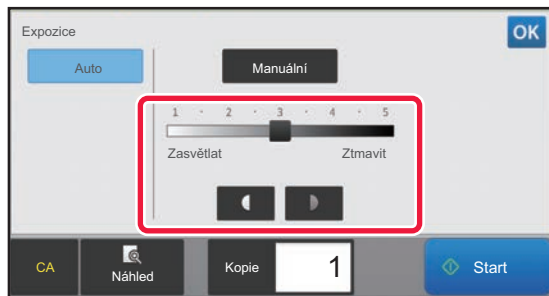 Expozice
OK
Auto
Manuální
1 · 2 · 3 · 4 · 5
Zasvětlat
Ztmavit
CA
Náhled
Kopie
1
Start